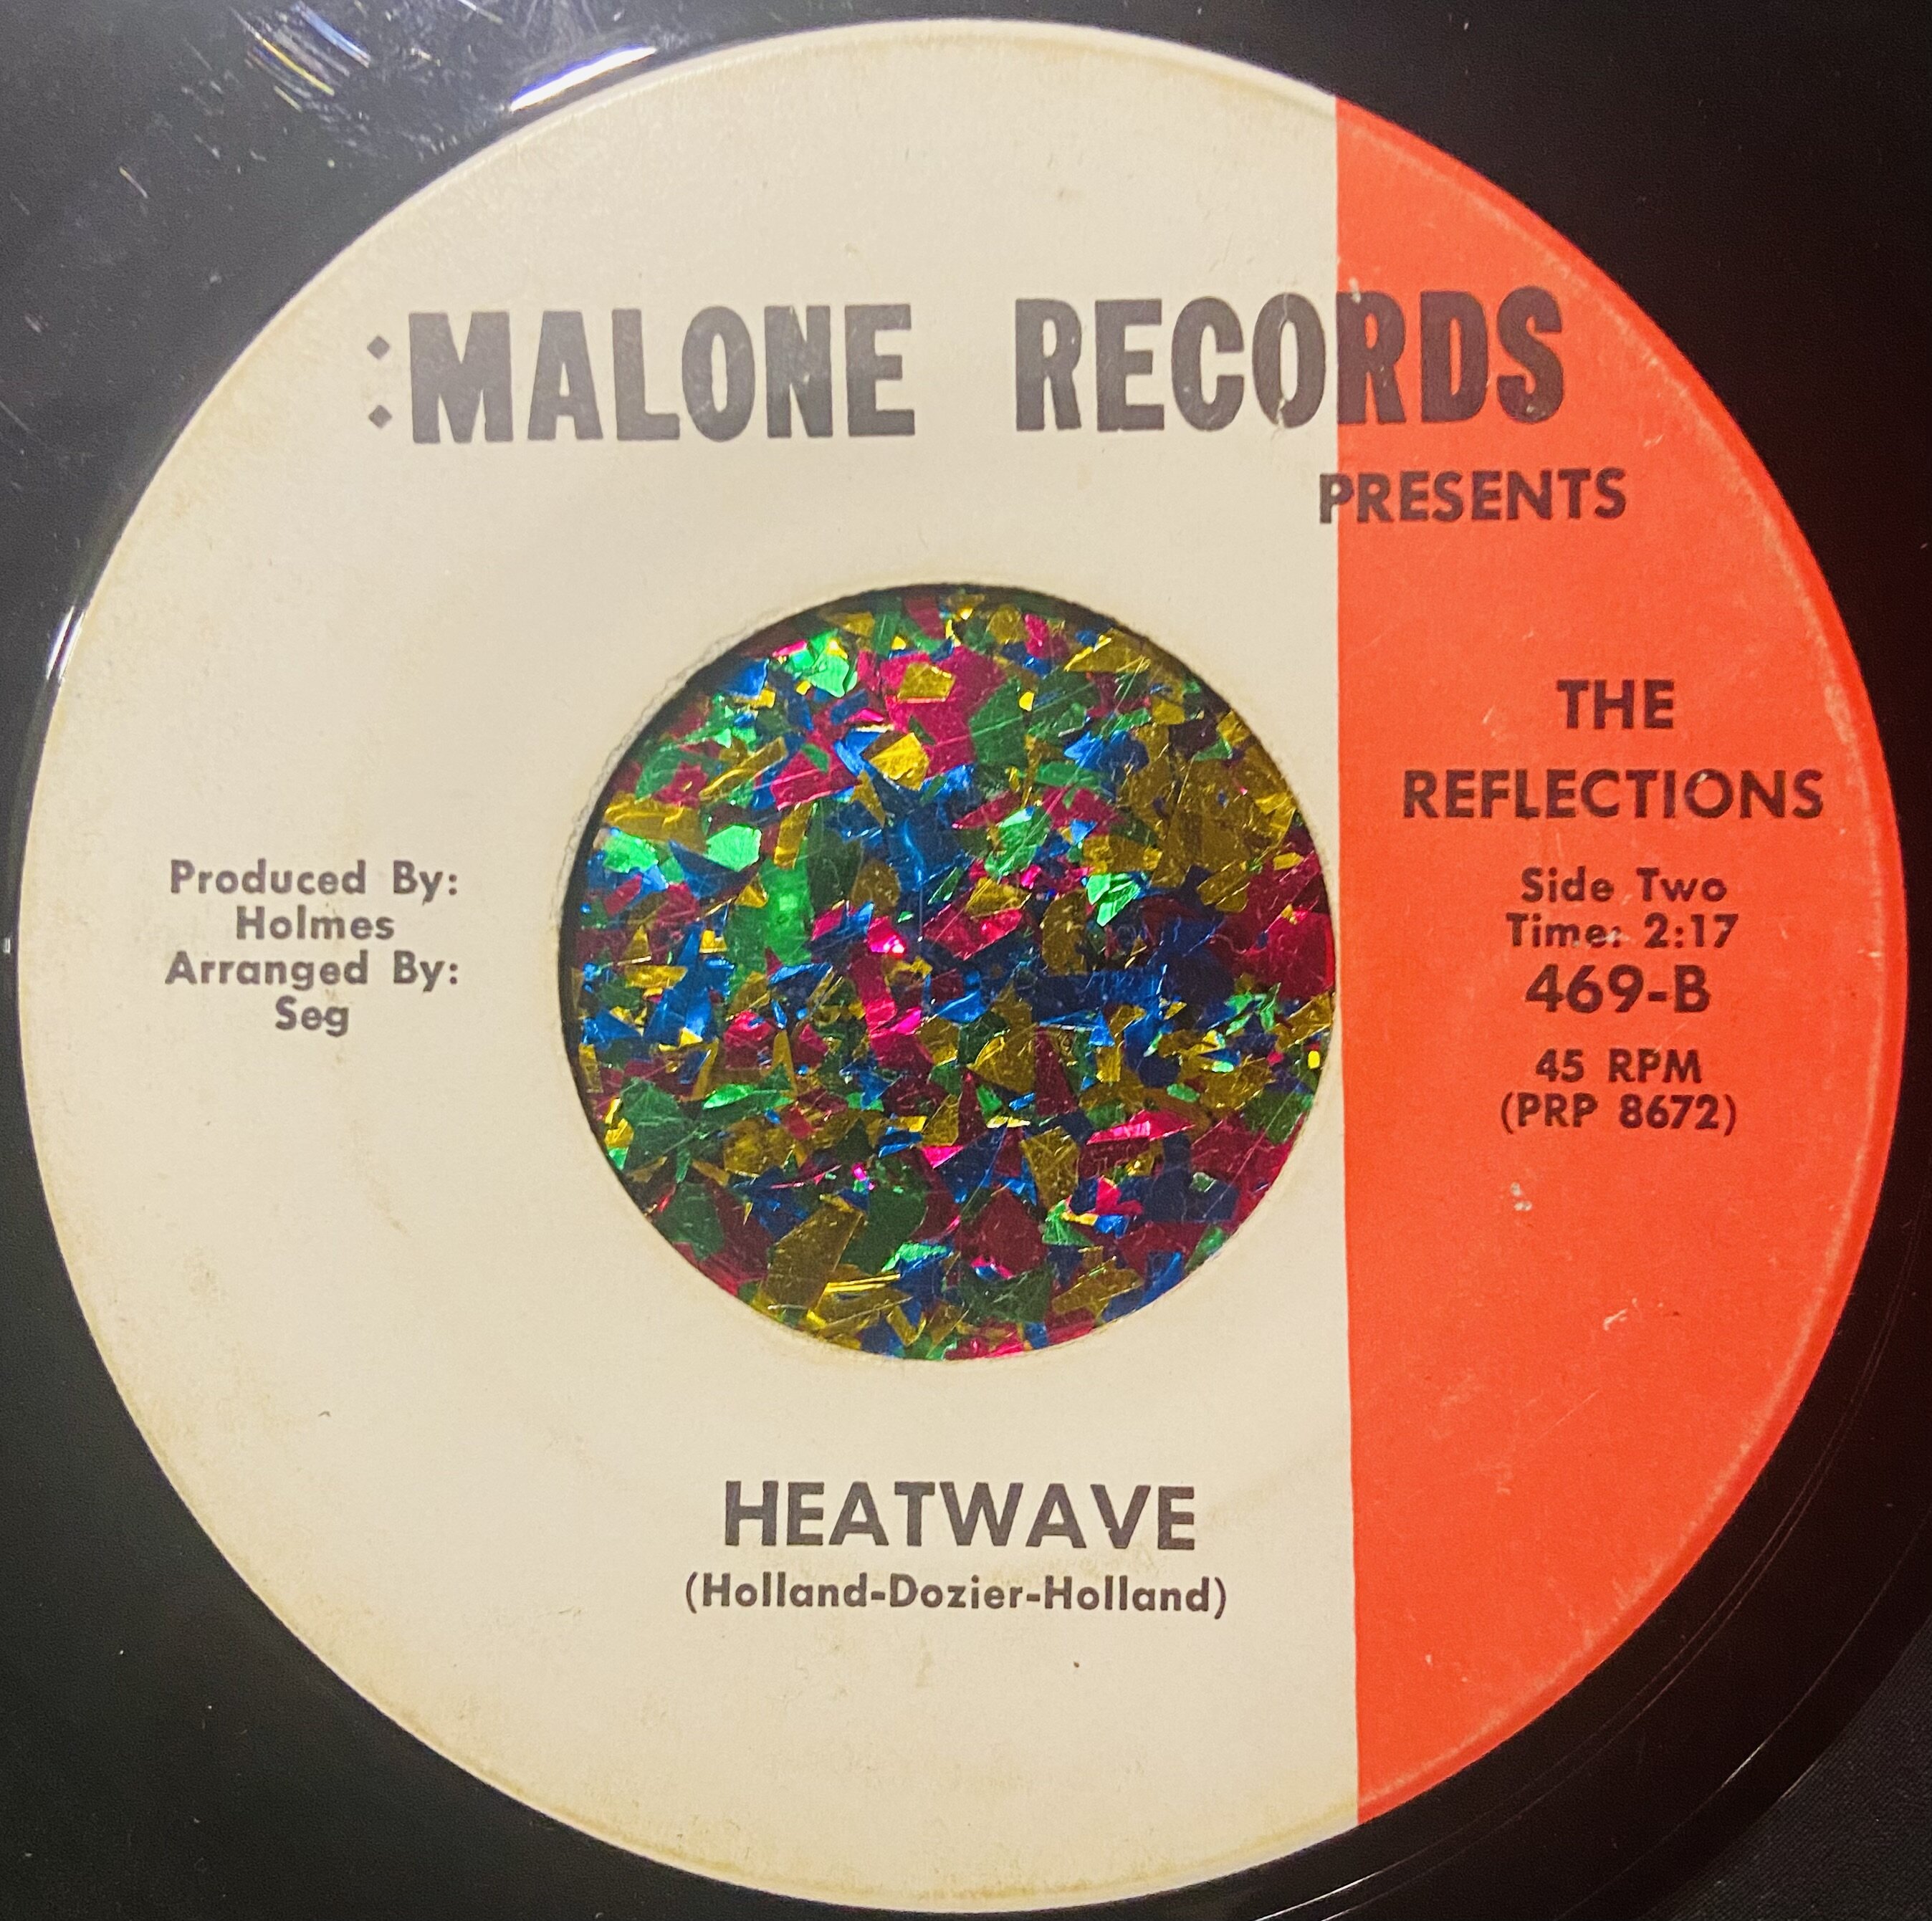 :MALONE RECORDS
PRESENTS
THE
REFLECTIONS
Side Two
Time: 2:17
469-B
45 RPM
(PRP 8672)
Produced By:
Holmes
Arranged By:
Seg
HEATWAVE
(Holland-Dozier-Holland)